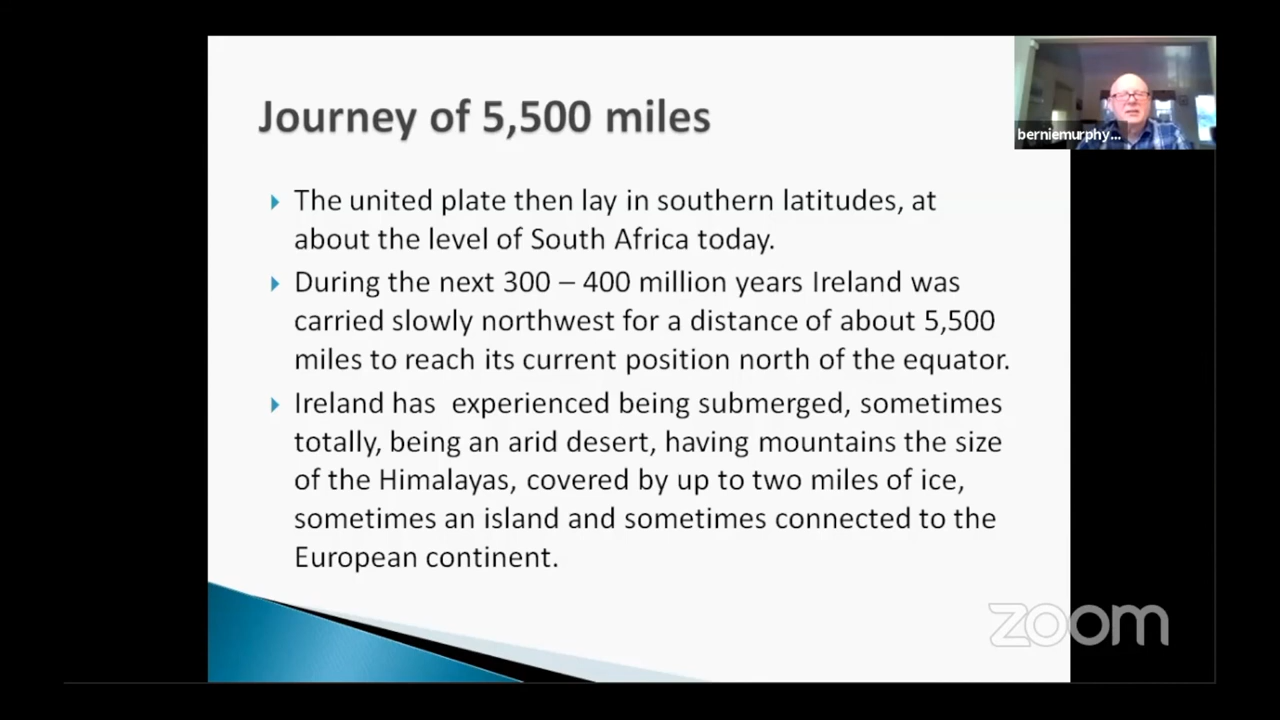 Journey of 5,500 miles
berniemurphy...
The united plate then lay in southern latitudes, at
about the level of South Africa today.
During the next 300 – 400 million years Ireland was
carried slowly northwest for a distance of about 5,500
miles to reach its current position north of the equator.
Ireland has  experienced being submerged, sometimes
totally, being an arid desert, having mountains the size
of the Himalayas, covered by up to two miles of ice,
sometimes an island and sometimes connected to the
European continent.
zoom